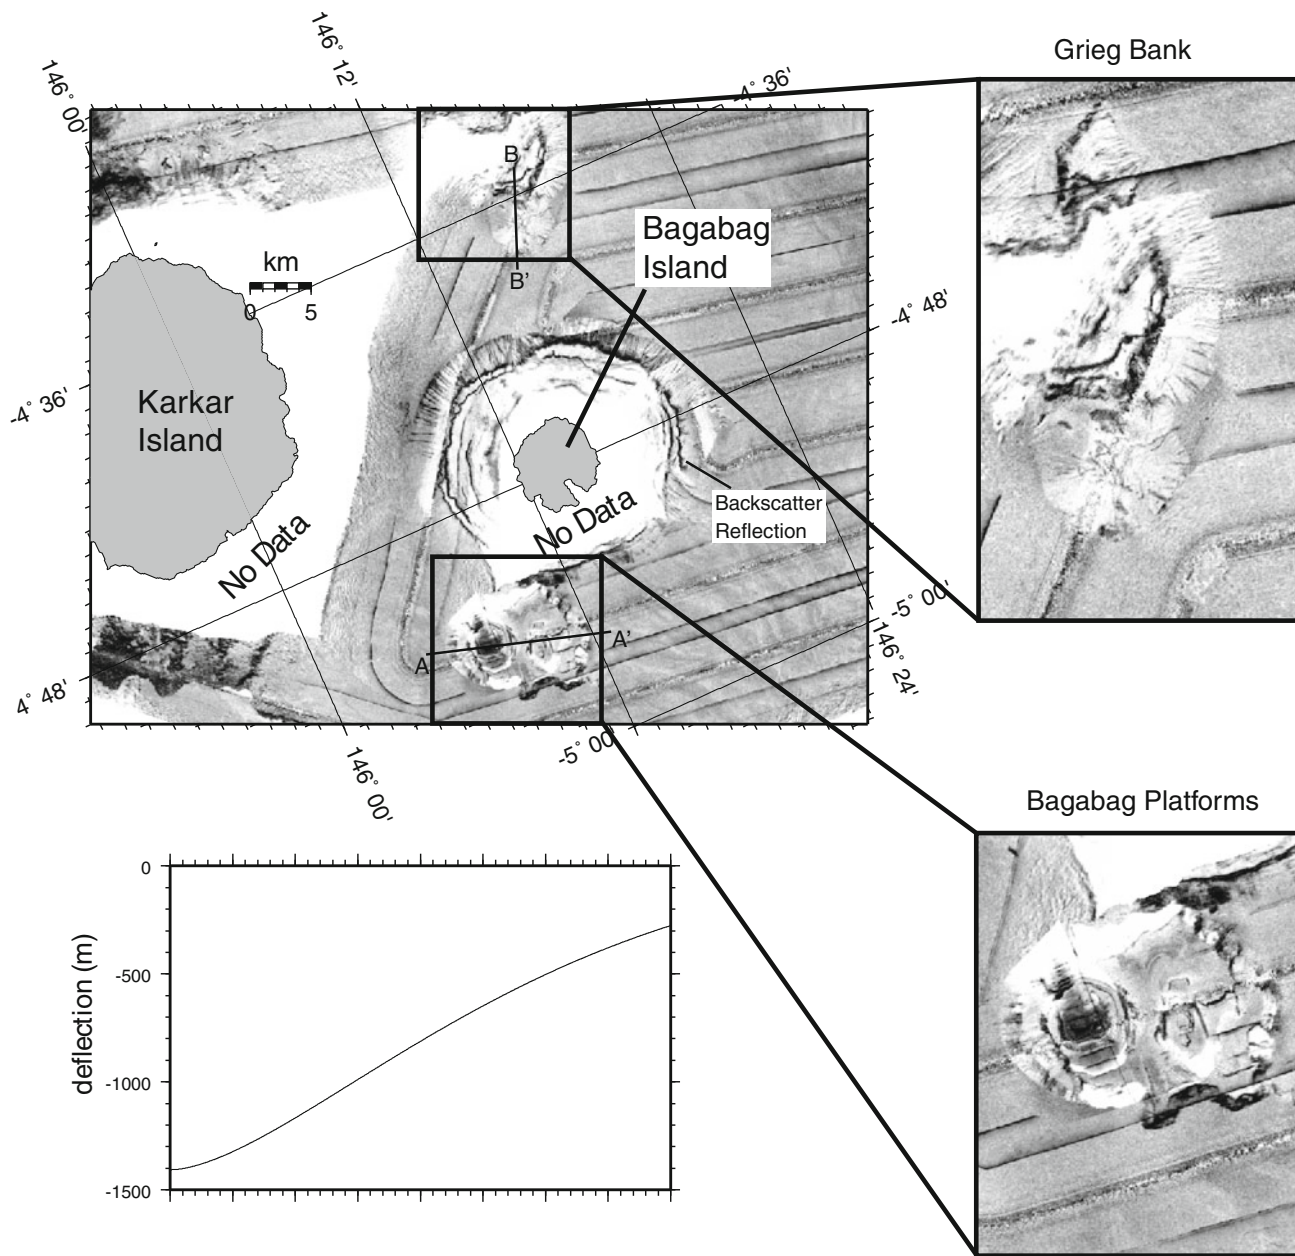 Grieg Bank
146° 12'
146° 00'
-4° 36'
B
Bagabag
Island
km
0 5
B'
-4° 48'
-4° 36'
Karkar
Island
No Data
No Data
Backscatter
Reflection
-5° 00'
A
A'
146° 24'
4° 48'
-5° 00'
146° 00'
Bagabag Platforms
0
-500
-1000
-1500
deflection (m)